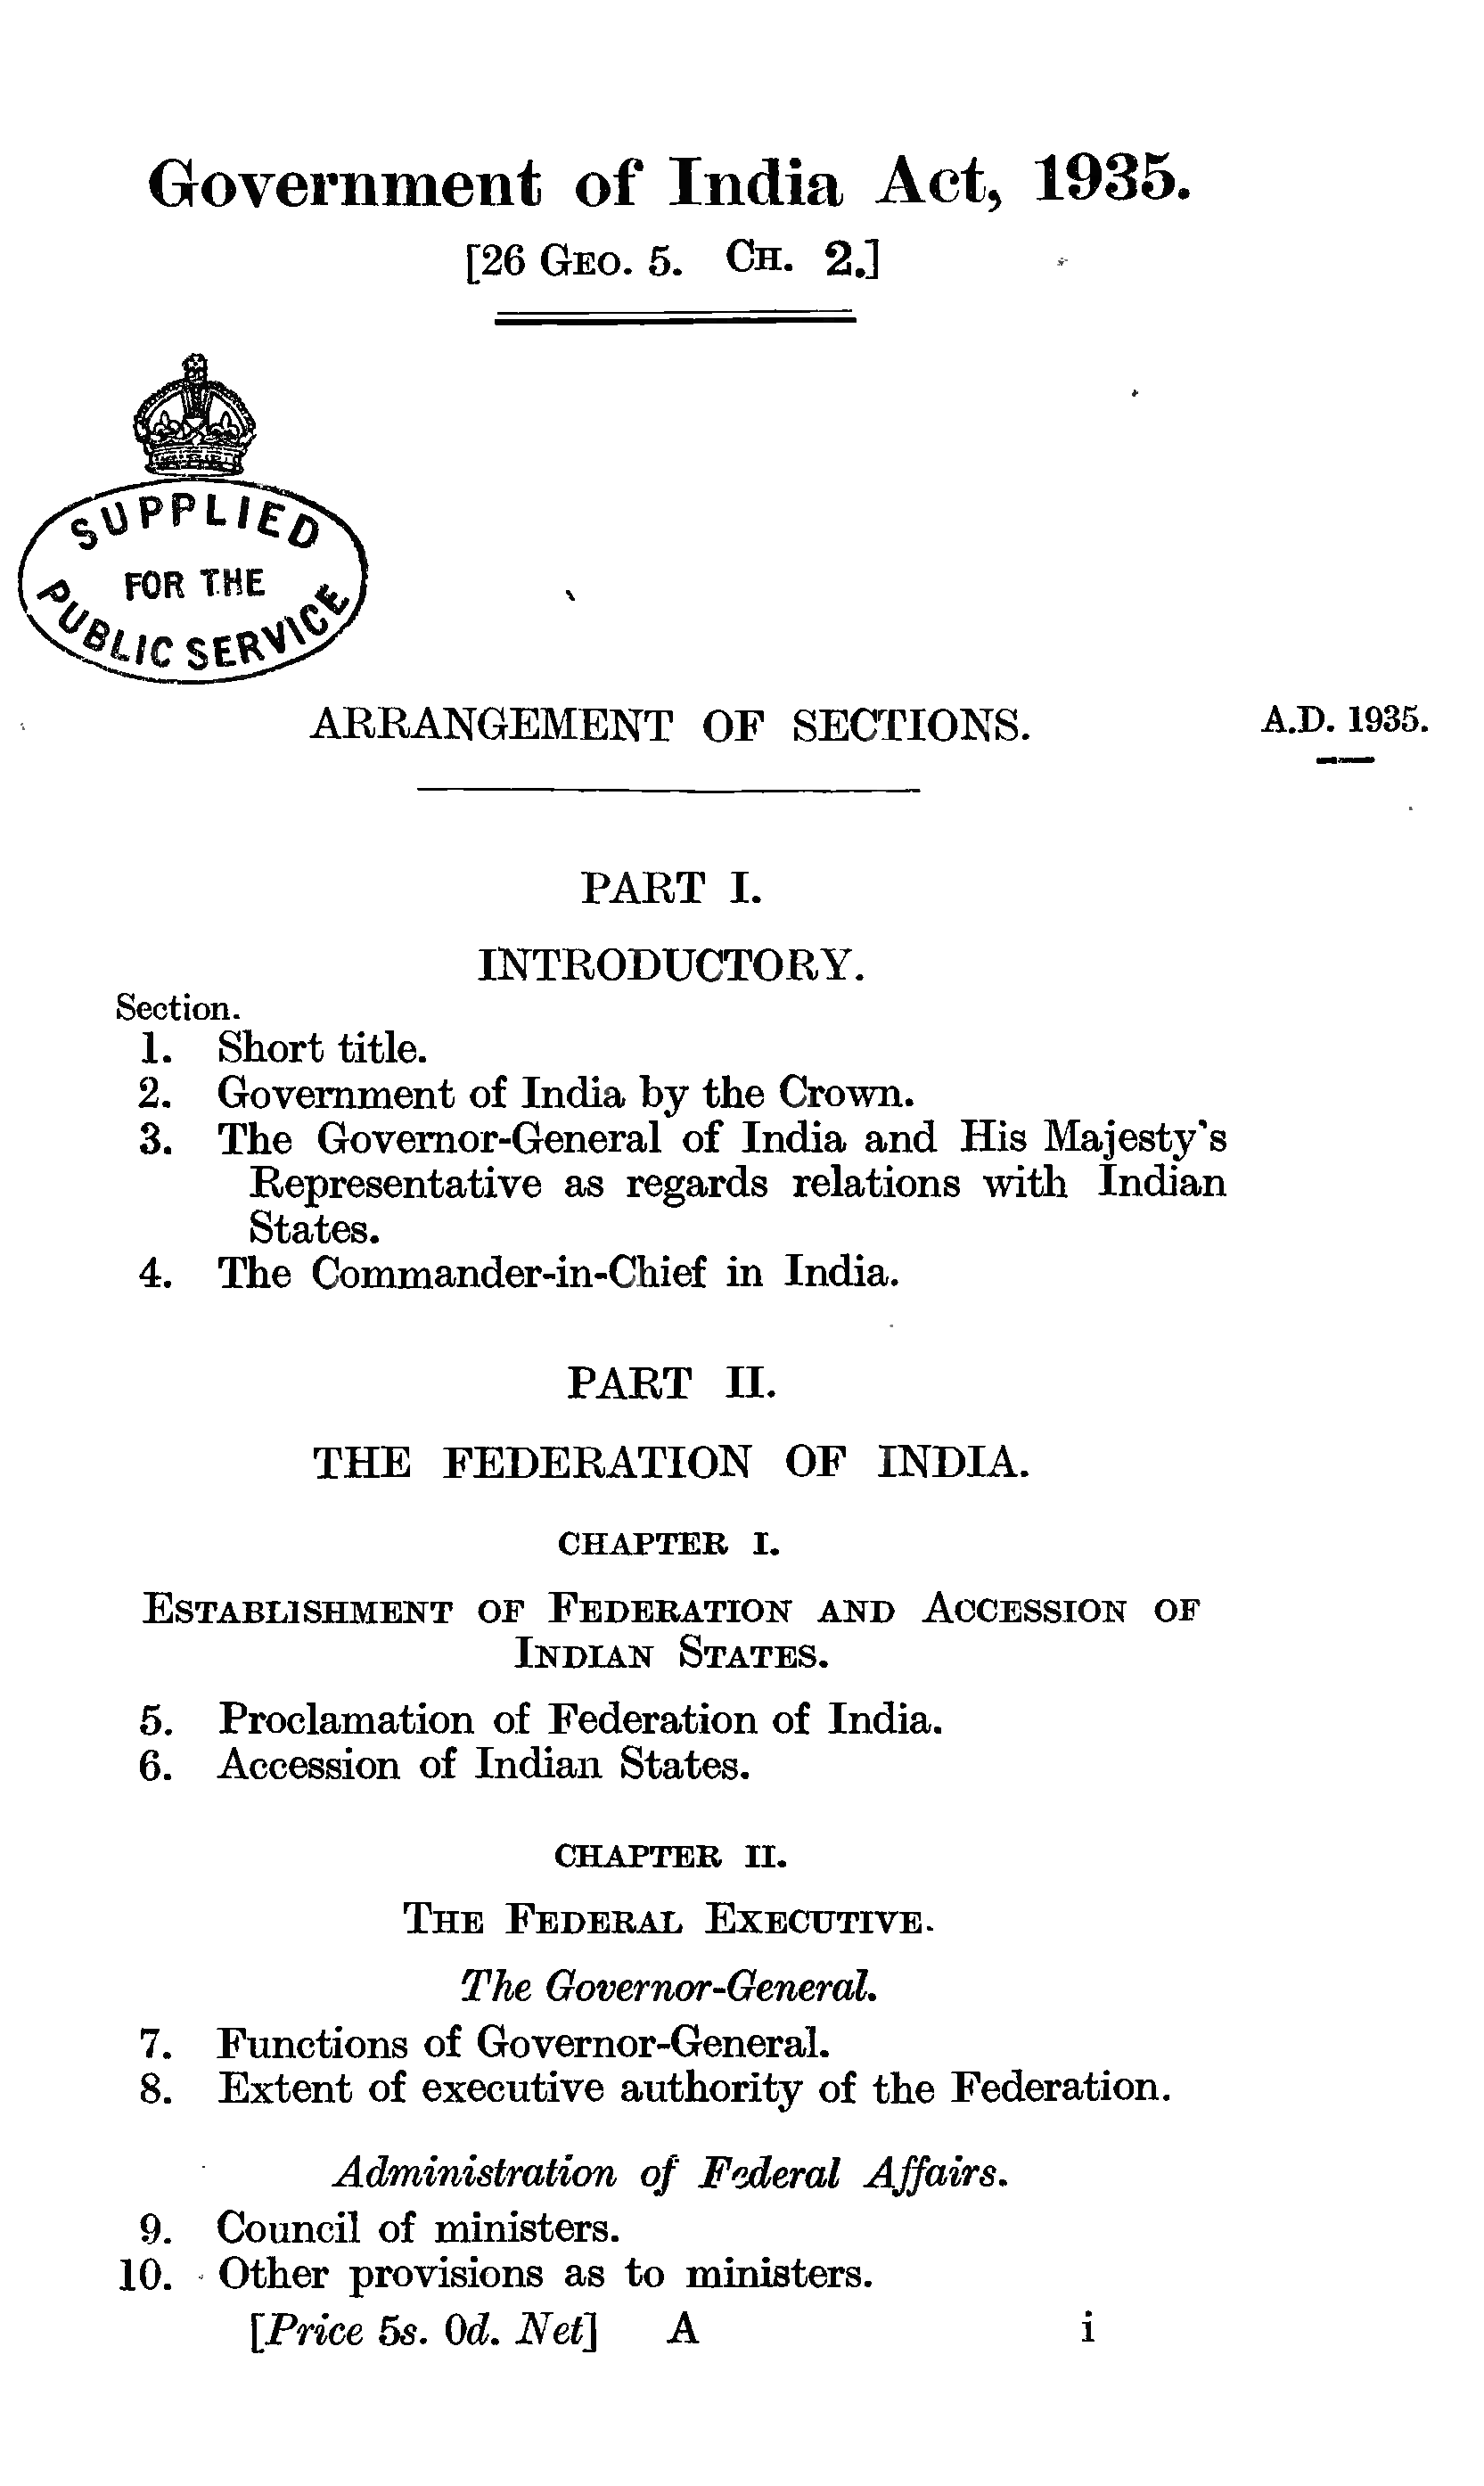 Government of India Act, 1935.
[26 GEO. 5. CH. 2.]
SUPPLIED
FOR THE
PUBLIC SERVICE
ARRANGEMENT OF SECTIONS.
A.D. 1935.
PART I.
INTRODUCTORY.
Section.
1. Short title.
2. Government of India by the Crown.
3. The Governor-General of India and His Majesty's
Representative as regards relations with Indian
States.
4. The Commander-in-Chief in India.
PART II.
THE FEDERATION OF INDIA.
CHAPTER I.
ESTABLISHMENT OF FEDERATION AND ACCESSION OF
INDIAN STATES.
5. Proclamation of Federation of India.
6. Accession of Indian States.
CHAPTER II.
THE FEDERAL EXECUTIVE.
The Governor-General.
7. Functions of Governor-General.
8. Extent of executive authority of the Federation.
Administration of Federal Affairs.
9. Council of ministers.
10. Other provisions as to ministers.
[Price 5s. 0d. Net] A i